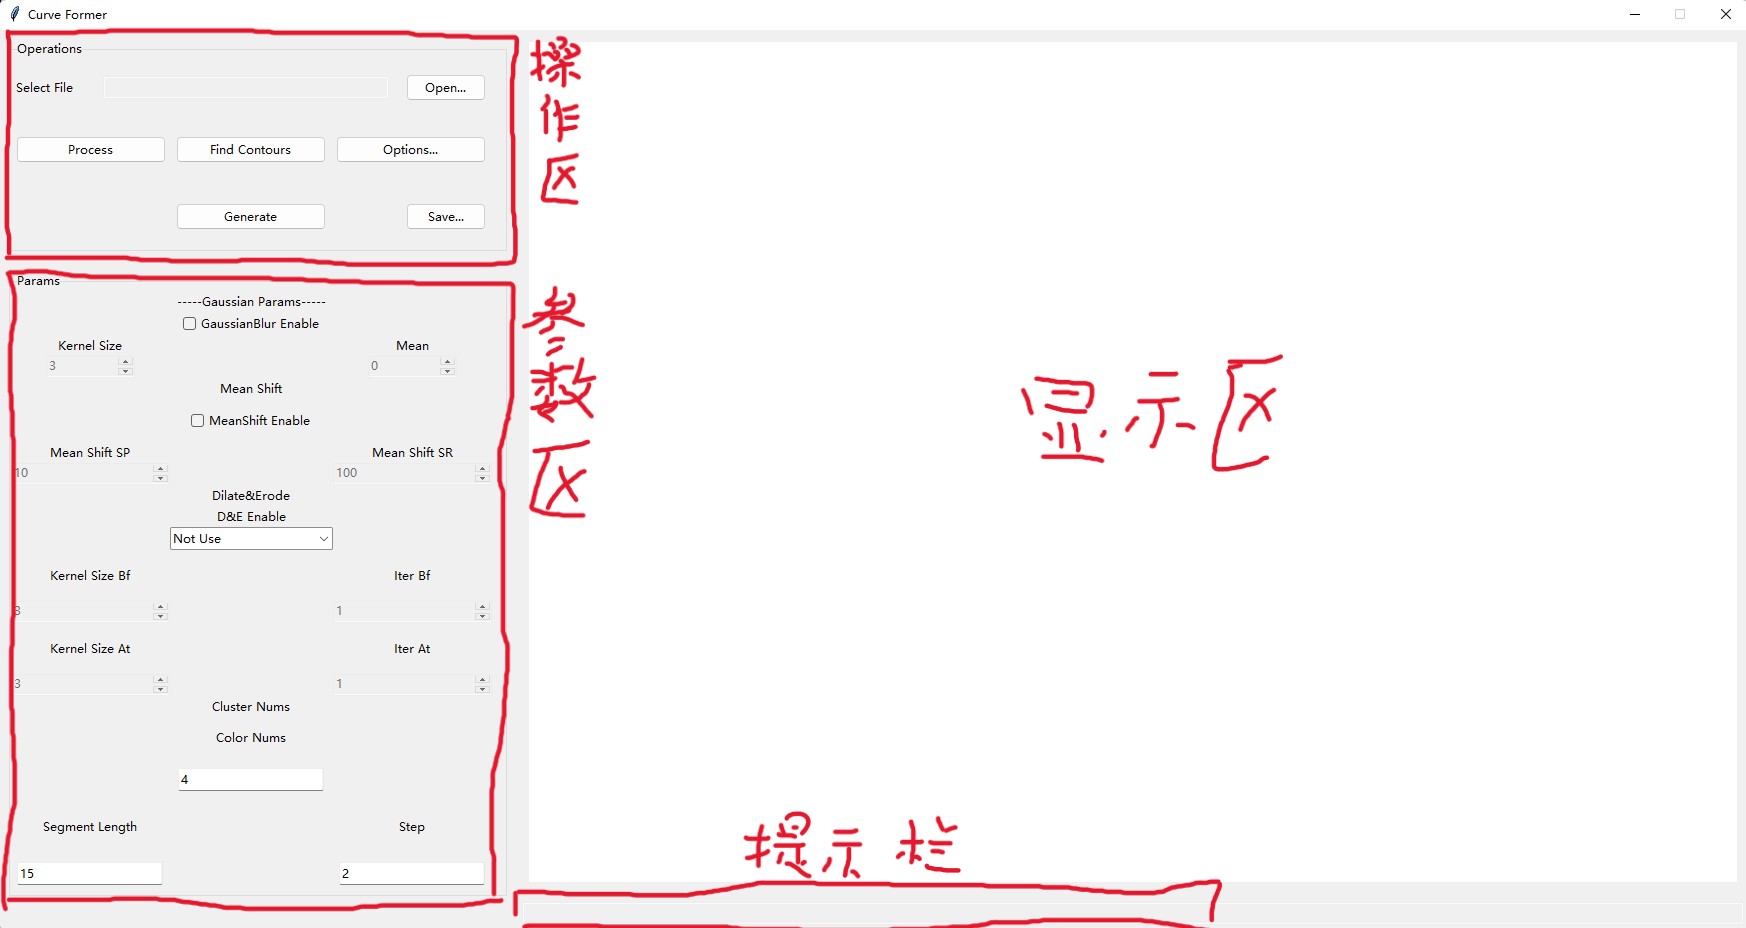 Curve Former
Operations
Select File
Open...
Process
Find Contours
Options...
Generate
Save...
操
作
区
Params
-----Gaussian Params-----
GaussianBlur Enable
Kernel Size
Mean
3
0
Mean Shift
MeanShift Enable
Mean Shift SP
Mean Shift SR
10
100
Dilate&Erode
D&E Enable
Not Use
Kernel Size Bf
Iter Bf
3
1
Kernel Size At
Iter At
3
1
Cluster Nums
Color Nums
4
Segment Length
Step
15
2
参
数
区
显示区
提示栏